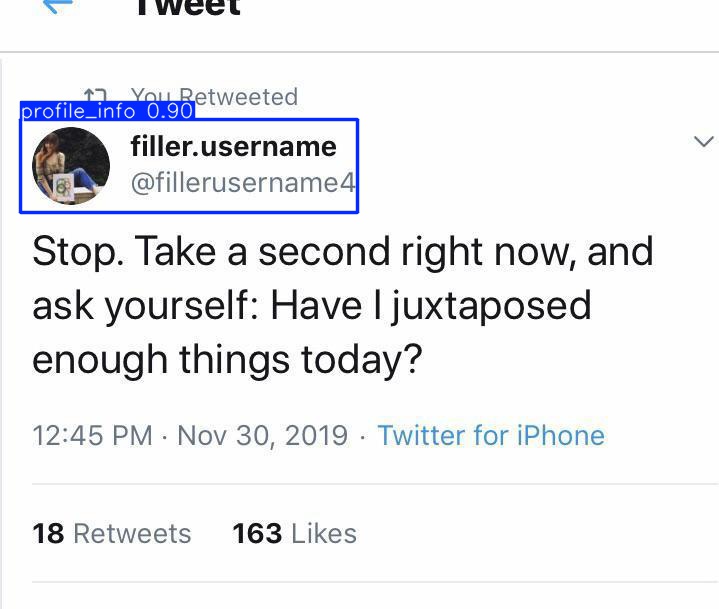 Tweet
You Retweeted
profile_info 0.90
filler.username
@fillerusername4
Stop. Take a second right now, and
ask yourself: Have I juxtaposed
enough things today?
12:45 PM · Nov 30, 2019 · Twitter for iPhone
18 Retweets 163 Likes